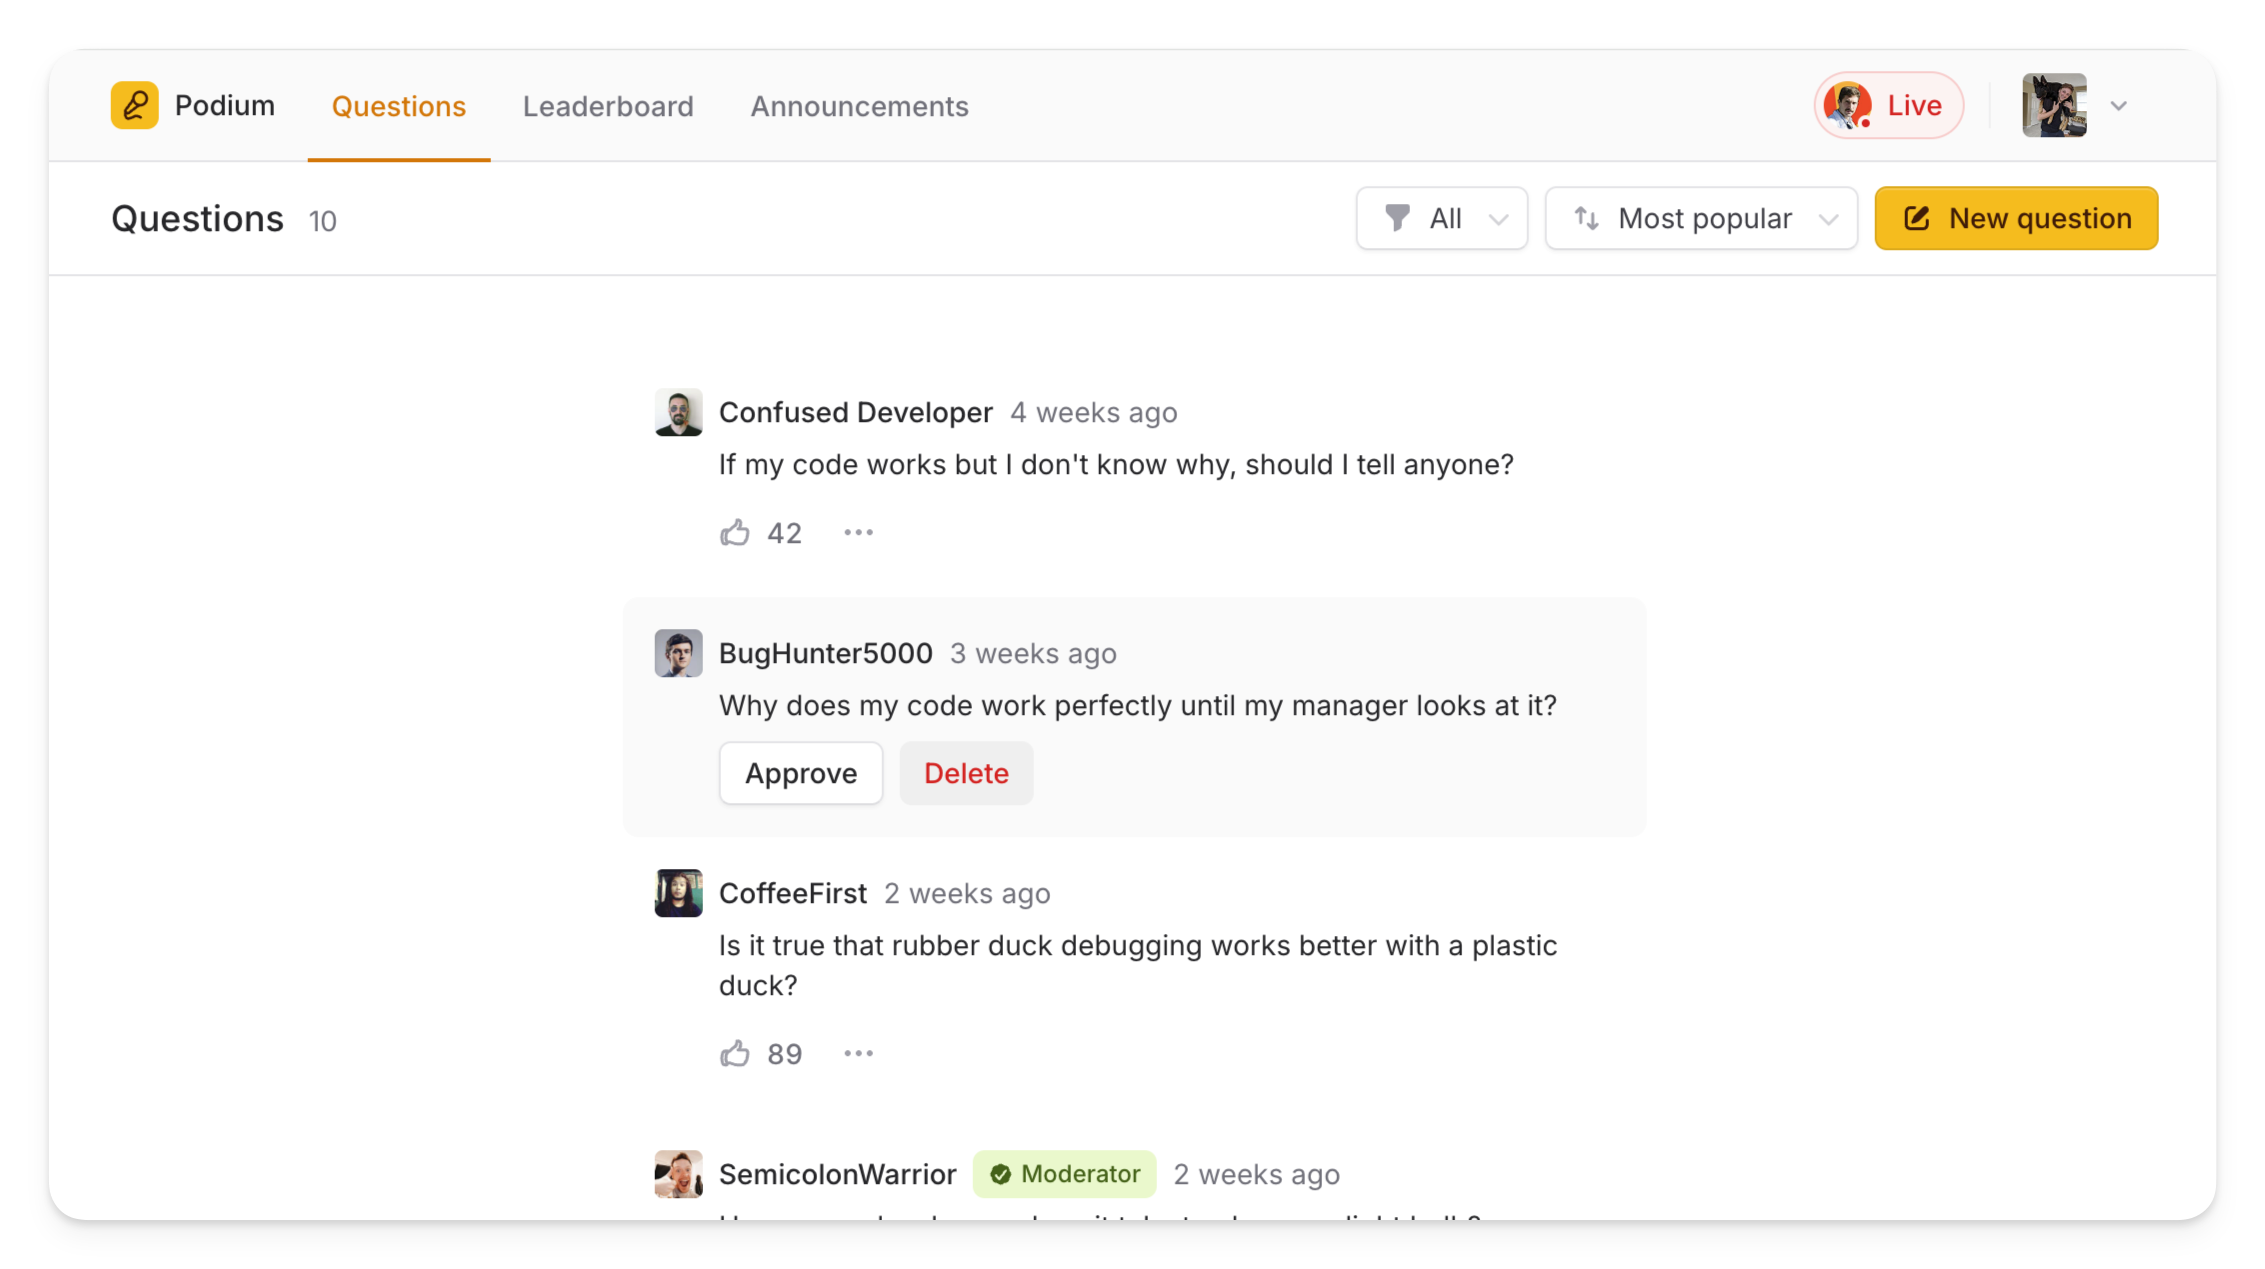 Podium Questions Leaderboard Announcements Live
Questions 10 All Most popular New question
Confused Developer 4 weeks ago
If my code works but I don't know why, should I tell anyone?
42
BugHunter5000 3 weeks ago
Why does my code work perfectly until my manager looks at it?
Approve Delete
CoffeeFirst 2 weeks ago
Is it true that rubber duck debugging works better with a plastic
duck?
89
SemicolonWarrior Moderator 2 weeks ago